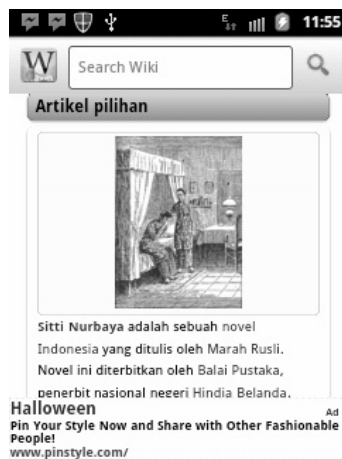 E
11:55
W
Search Wiki
Artikel pilihan
Sitti Nurbaya adalah sebuah novel
Indonesia yang ditulis oleh Marah Rusli.
Novel ini diterbitkan oleh Balai Pustaka,
penerbit nasional negeri Hindia Belanda,
Halloween
Ad
Pin Your Style Now and Share with Other Fashionable
People!
www.pinstyle.com/